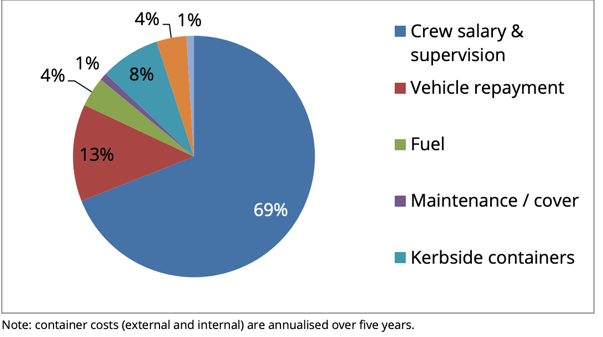 4%
1%
1%
4%
8%
13%
69%
Crew salary &
supervision
Vehicle repayment
Fuel
Maintenance / cover
Kerbside containers
Note: container costs (external and internal) are annualised over five years.